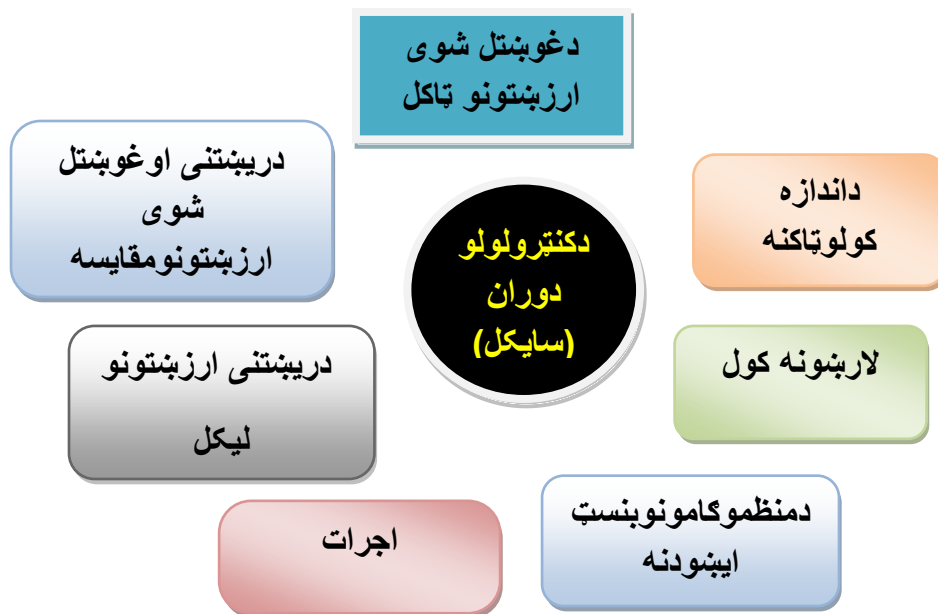 دغوښتل شوی
ارزښتونو ټاکل
دریښتنی اوغوښتل
شوی
ارزښتونومقایسه
داندازه
کولوټاکنه
دکنټرولولو
دوران
(سایکل)
دریښتنی ارزښتونو
لیکل
لارښونه کول
دمنظموګامونوبنسټ
ایښودنه
اجرات